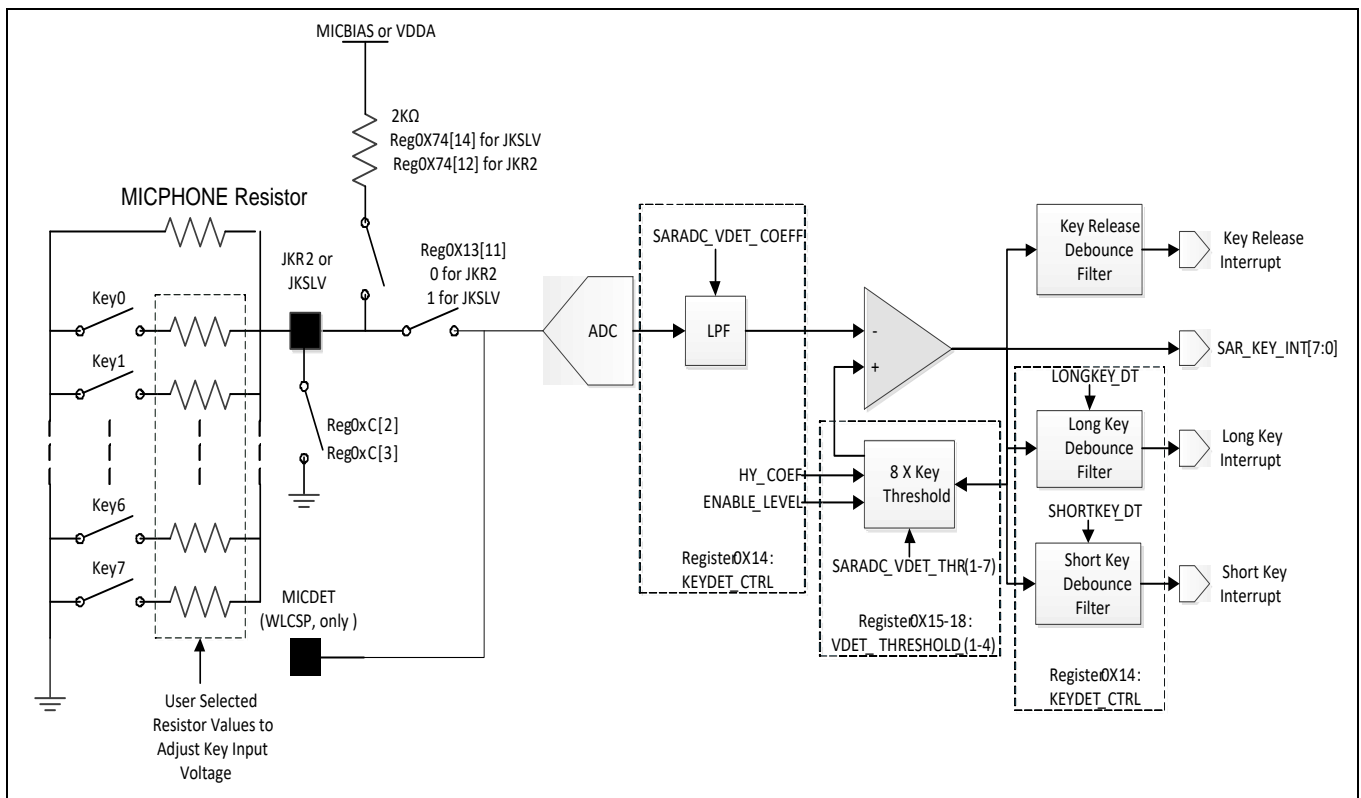 MICBIAS or VDDA
2KΩ
Reg0X74[14] for JKSLV
Reg0X74[12] for JKR2
MICPHONE Resistor
JKR2 or
JKSLV
Reg0X13[11]
0 for JKR2
1 for JKSLV
Key0
Key1
Key6
Key7
Reg0xC[2]
Reg0xC[3]
MICDET
(WLCSP, only )
User Selected
Resistor Values to
Adjust Key Input
Voltage
ADC
SARADC_VDET_COEFF
LPF
HY_COEF
ENABLE_LEVEL
Register0X14:
KEYDET_CTRL
-
+
8 X Key
Threshold
SARADC_VDET_THR(1-7)
Register0X15-18:
VDET_ THRESHOLD_(1-4)
Key Release
Debounce
Filter
Key Release
Interrupt
SAR_KEY_INT[7:0]
LONGKEY_DT
Long Key
Debounce
Filter
Long Key
Interrupt
SHORTKEY_DT
Short Key
Debounce
Filter
Short Key
Interrupt
Register0X14:
KEYDET_CTRL